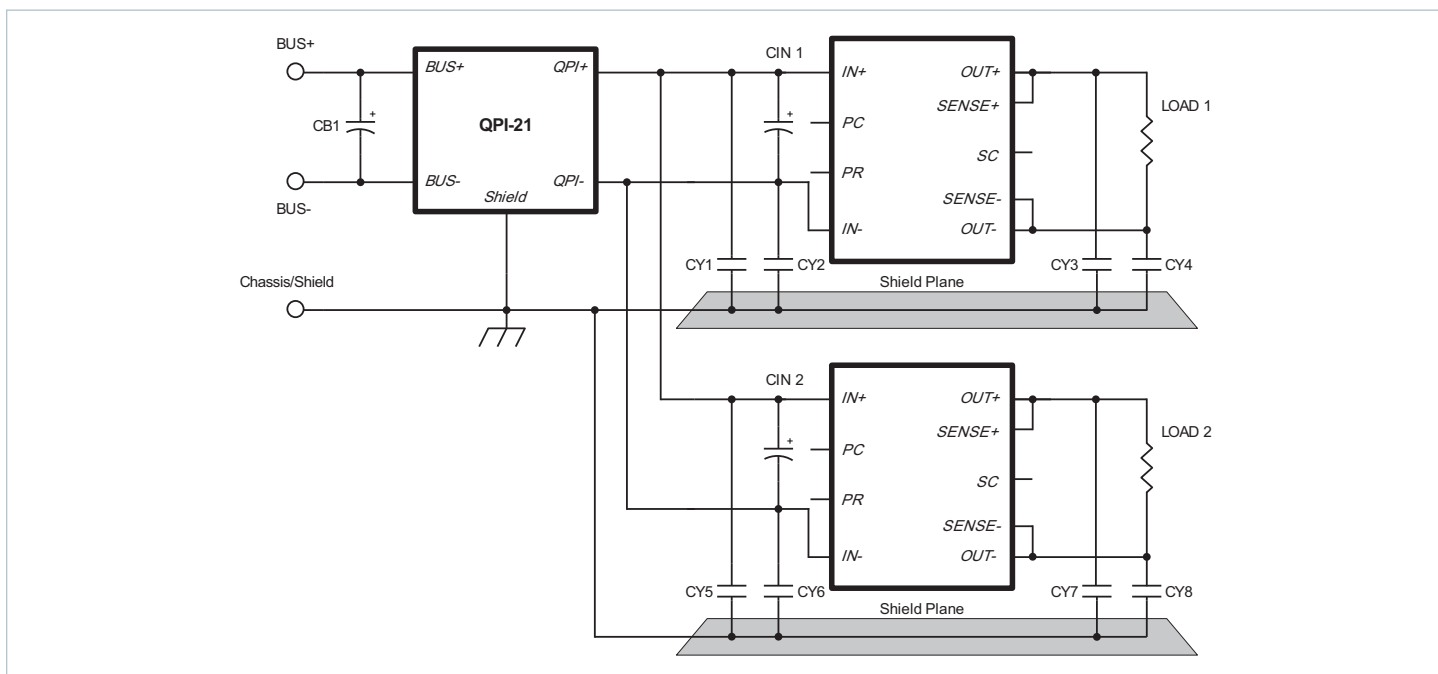 BUS+
CB1
+
BUS-
BUS+
QPI+
QPI-21
BUS-
QPI-
Shield
Chassis/Shield
CIN 1
+
IN+
OUT+
SENSE+
PC
SC
PR
SENSE-
IN-
OUT-
LOAD 1
CY1
CY2
CY3
CY4
Shield Plane
CIN 2
+
IN+
OUT+
SENSE+
PC
SC
PR
SENSE-
IN-
OUT-
LOAD 2
CY5
CY6
CY7
CY8
Shield Plane